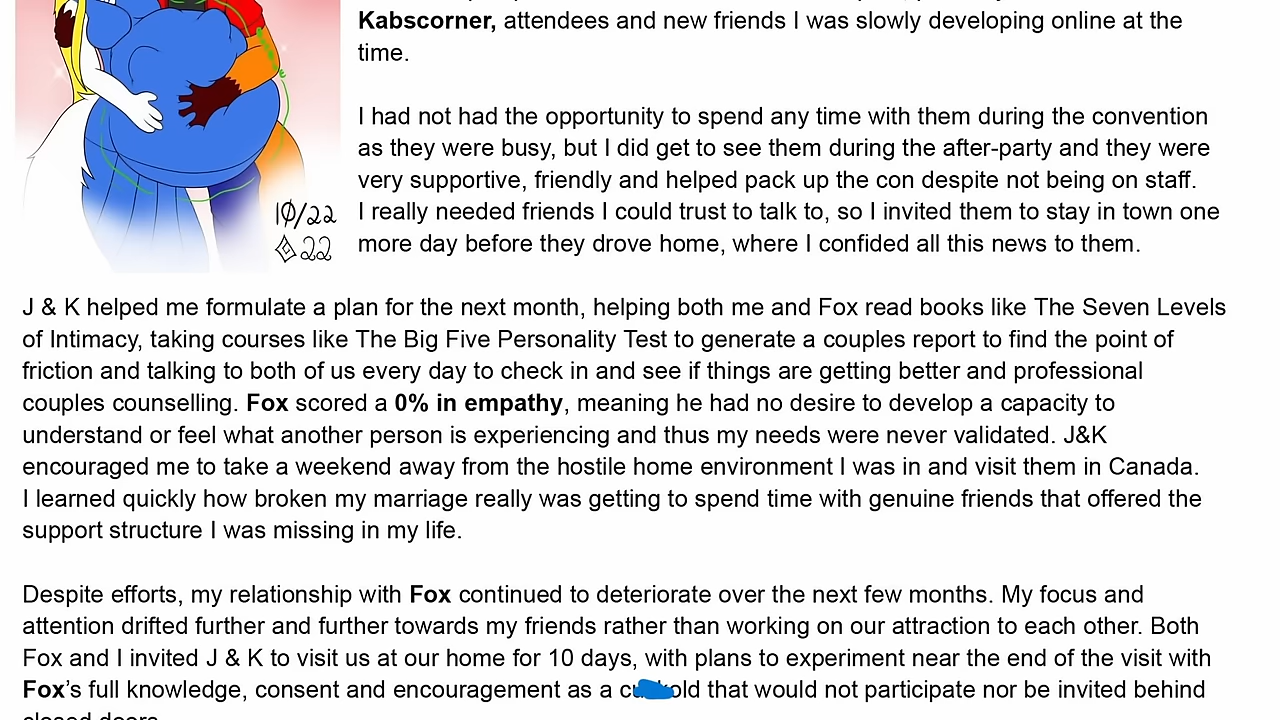 Kabscorner, attendees and new friends I was slowly developing online at the
time.
I had not had the opportunity to spend any time with them during the convention
as they were busy, but I did get to see them during the after-party and they were
very supportive, friendly and helped pack up the con despite not being on staff.
I really needed friends I could trust to talk to, so I invited them to stay in town one
more day before they drove home, where I confided all this news to them.
10/22
22
J & K helped me formulate a plan for the next month, helping both me and Fox read books like The Seven Levels
of Intimacy, taking courses like The Big Five Personality Test to generate a couples report to find the point of
friction and talking to both of us every day to check in and see if things are getting better and professional
couples counselling. Fox scored a 0% in empathy, meaning he had no desire to develop a capacity to
understand or feel what another person is experiencing and thus my needs were never validated. J&K
encouraged me to take a weekend away from the hostile home environment I was in and visit them in Canada.
I learned quickly how broken my marriage really was getting to spend time with genuine friends that offered the
support structure I was missing in my life.
Despite efforts, my relationship with Fox continued to deteriorate over the next few months. My focus and
attention drifted further and further towards my friends rather than working on our attraction to each other. Both
Fox and I invited J & K to visit us at our home for 10 days, with plans to experiment near the end of the visit with
Fox's full knowledge, consent and encouragement as a that would not participate nor be invited behind